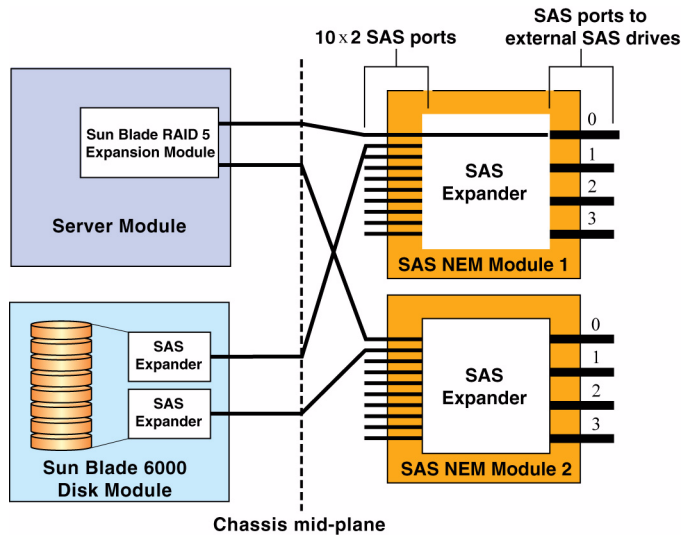 SAS ports to
external SAS drives
10 x 2 SAS ports
0
Sun Blade RAID 5
Expansion Module
1
SAS
Expander
2
Server Module
3
SAS NEM Module 1
0
SAS
Expander
1
SAS
Expander
SAS
Expander
2
3
Sun Blade 6000
Disk Module
SAS NEM Module 2
Chassis mid-plane